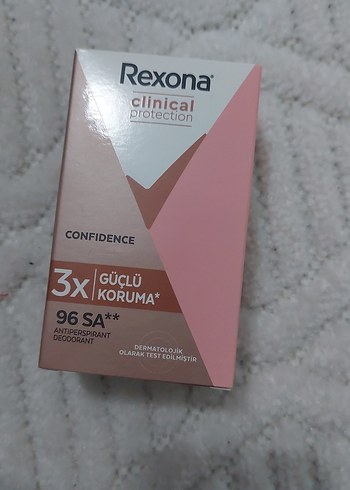 Rexona
clinical
protection
CONFIDENCE
3x GÜÇLÜ
KORUMA*
96 SA**
ANTIPERSPIRANT
DEODORANT
DERMATOLOJİK
OLARAK TEST EDİLMİŞTİR